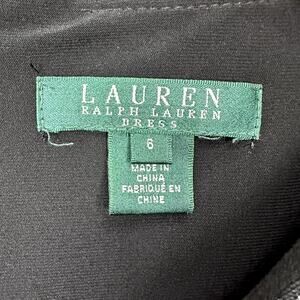 LAUREN
RALPH LAUREN
DRESS
6
MADE IN
CHINA
FABRIQUÉ EN
CHINE